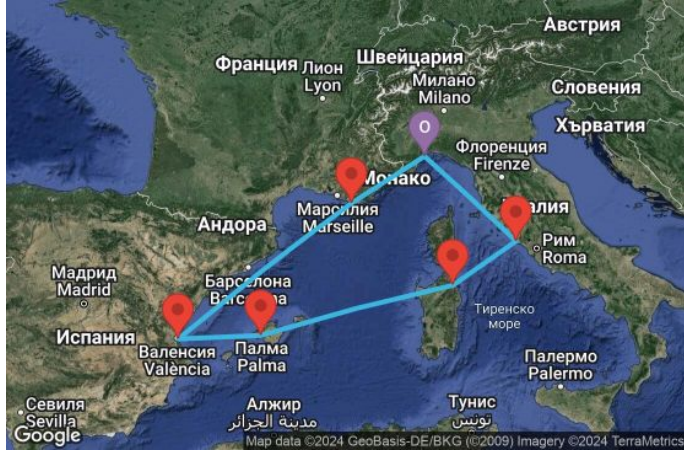 Австрия
Швейцария
Франция
Лион
Lyon
Милано
Milano
Словения
Хърватия
O
Флоренция
Firenze
Монако
Марсилия
Marseille
Андора
Рим
Roma
Мадрид
Madrid
Барселона
Тиренско
море
Испания
Валенсия
València
Палма
Palma
Палермо
Palermo
Севиля
Sevilla
Алжир
مدينة الجزائر
Тунис
تونس
Google
Map data ©2024 GeoBasis-DE/BKG (©2009) Imagery ©2024 TerraMetrics